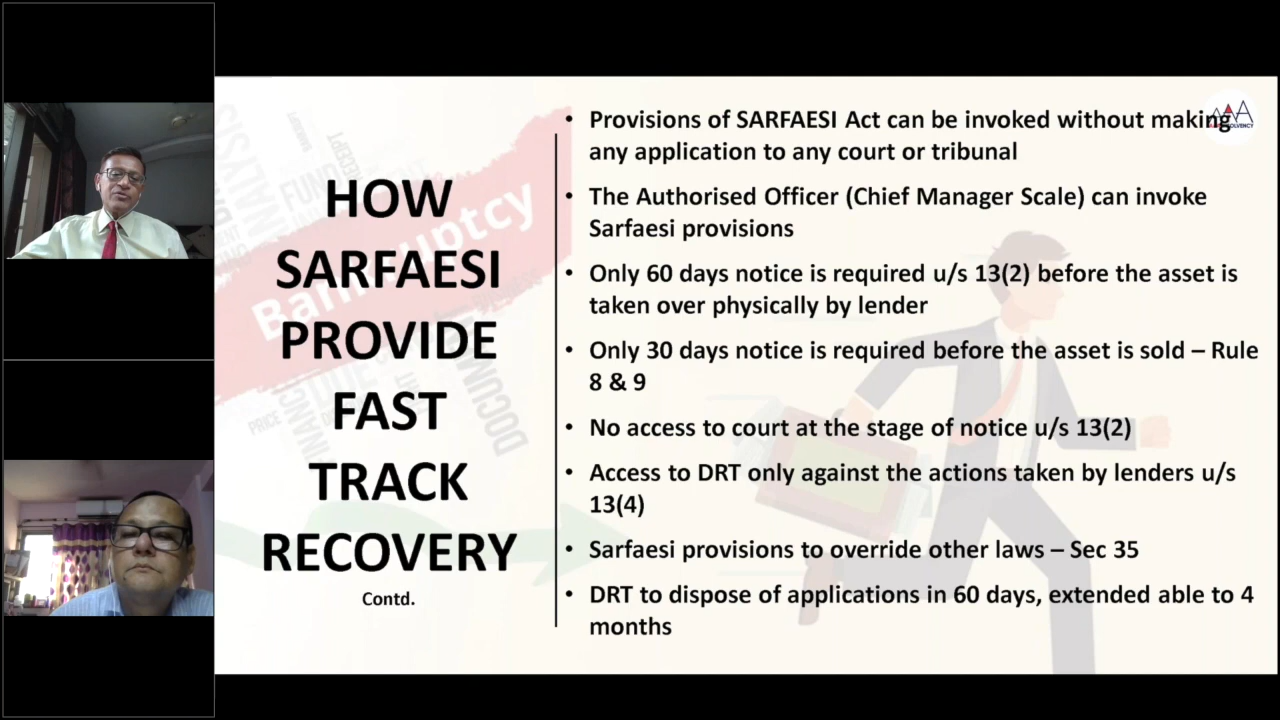 HOW
SARFAESI
PROVIDE
FAST
TRACK
RECOVERY
Contd.
• Provisions of SARFAESI Act can be invoked without making
any application to any court or tribunal
• The Authorised Officer (Chief Manager Scale) can invoke
Sarfaesi provisions
• Only 60 days notice is required u/s 13(2) before the asset is
taken over physically by lender
• Only 30 days notice is required before the asset is sold – Rule
8 & 9
• No access to court at the stage of notice u/s 13(2)
• Access to DRT only against the actions taken by lenders u/s
13(4)
• Sarfaesi provisions to override other laws – Sec 35
• DRT to dispose of applications in 60 days, extended able to 4
months
Bankruptcy
PRICE